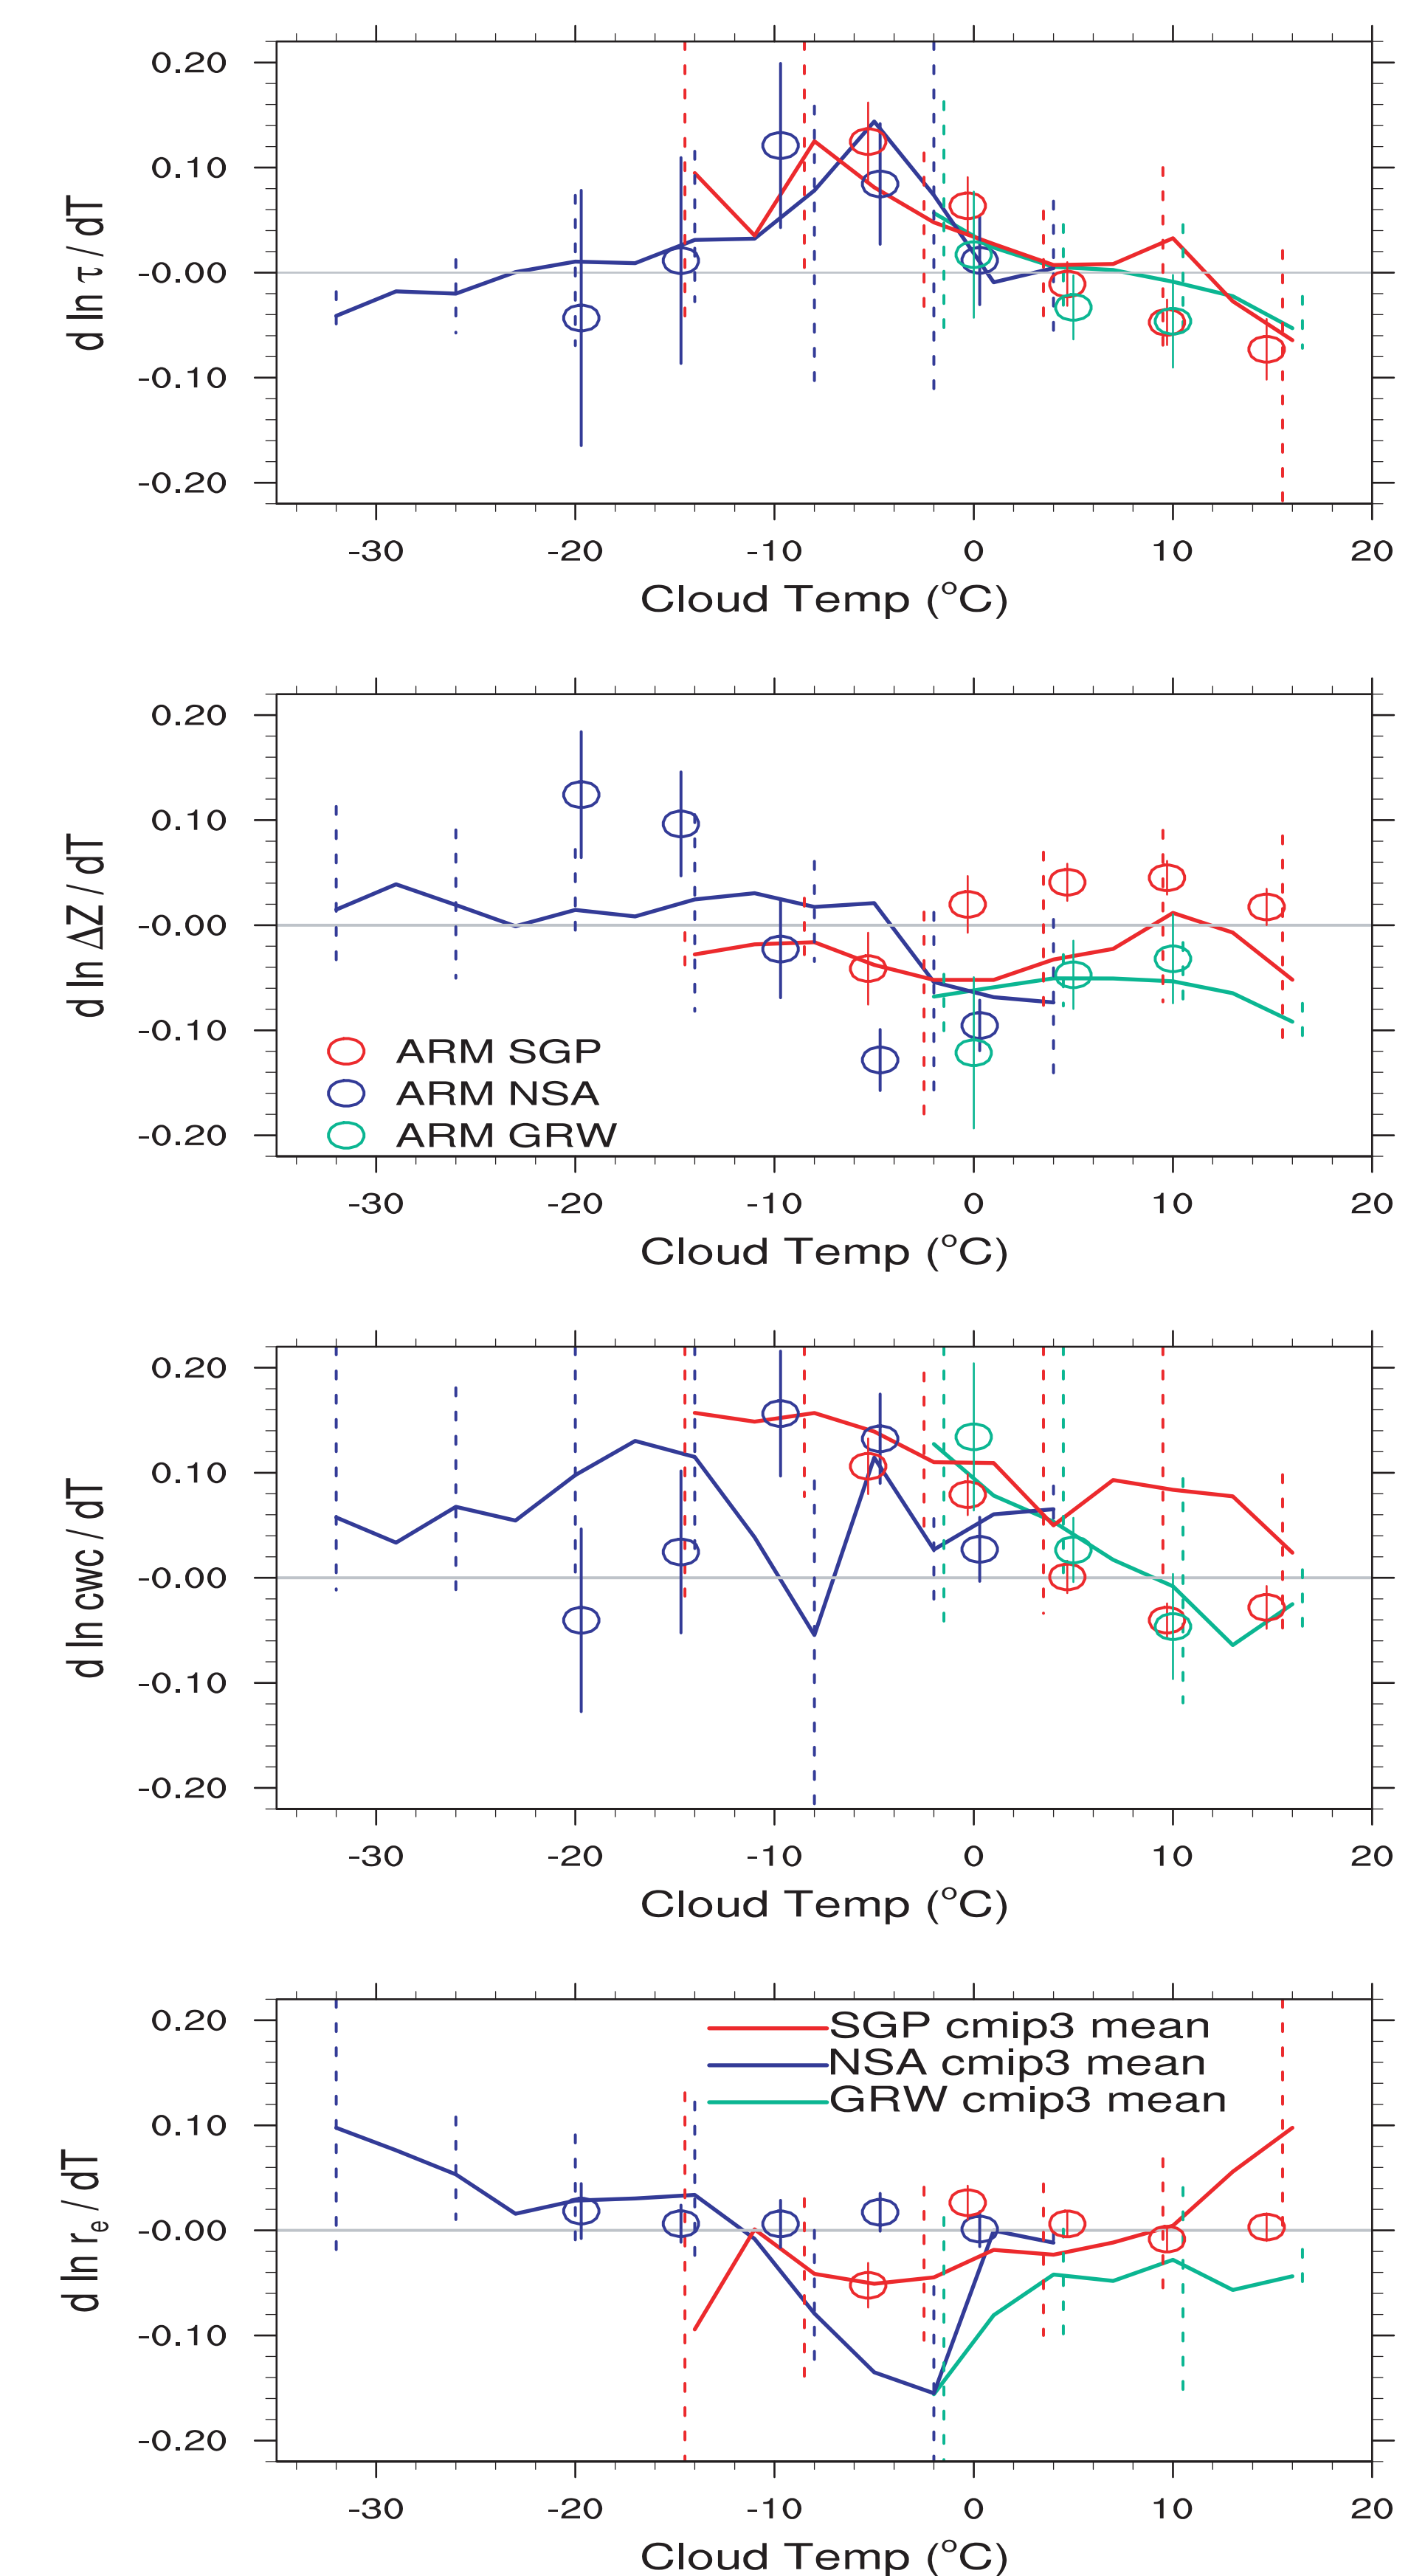 0.20
0.10
-0.00
-0.10
-0.20
d ln τ / dT
-30 -20 -10 0 10 20
Cloud Temp (°C)
0.20
0.10
-0.00
-0.10
-0.20
d ln ΔZ / dT
ARM SGP
ARM NSA
ARM GRW
-30 -20 -10 0 10 20
Cloud Temp (°C)
0.20
0.10
-0.00
-0.10
-0.20
d ln cwc / dT
-30 -20 -10 0 10 20
Cloud Temp (°C)
0.20
0.10
-0.00
-0.10
-0.20
d ln rₑ / dT
SGP cmip3 mean
NSA cmip3 mean
GRW cmip3 mean
-30 -20 -10 0 10 20
Cloud Temp (°C)